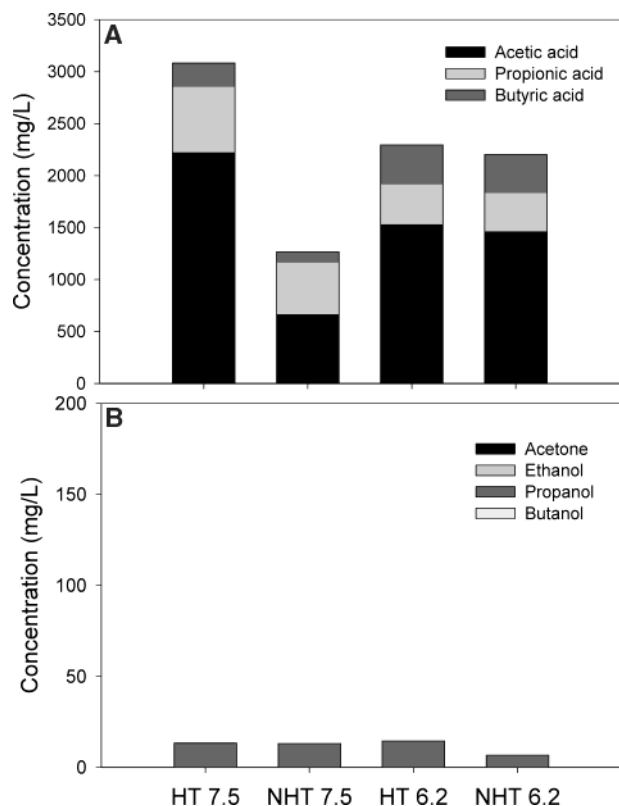 A
Concentration (mg/L)
3500
3000
2500
2000
1500
1000
500
0
Acetic acid
Propionic acid
Butyric acid
B
Concentration (mg/L)
200
150
100
50
0
Acetone
Ethanol
Propanol
Butanol
HT 7.5 NHT 7.5 HT 6.2 NHT 6.2